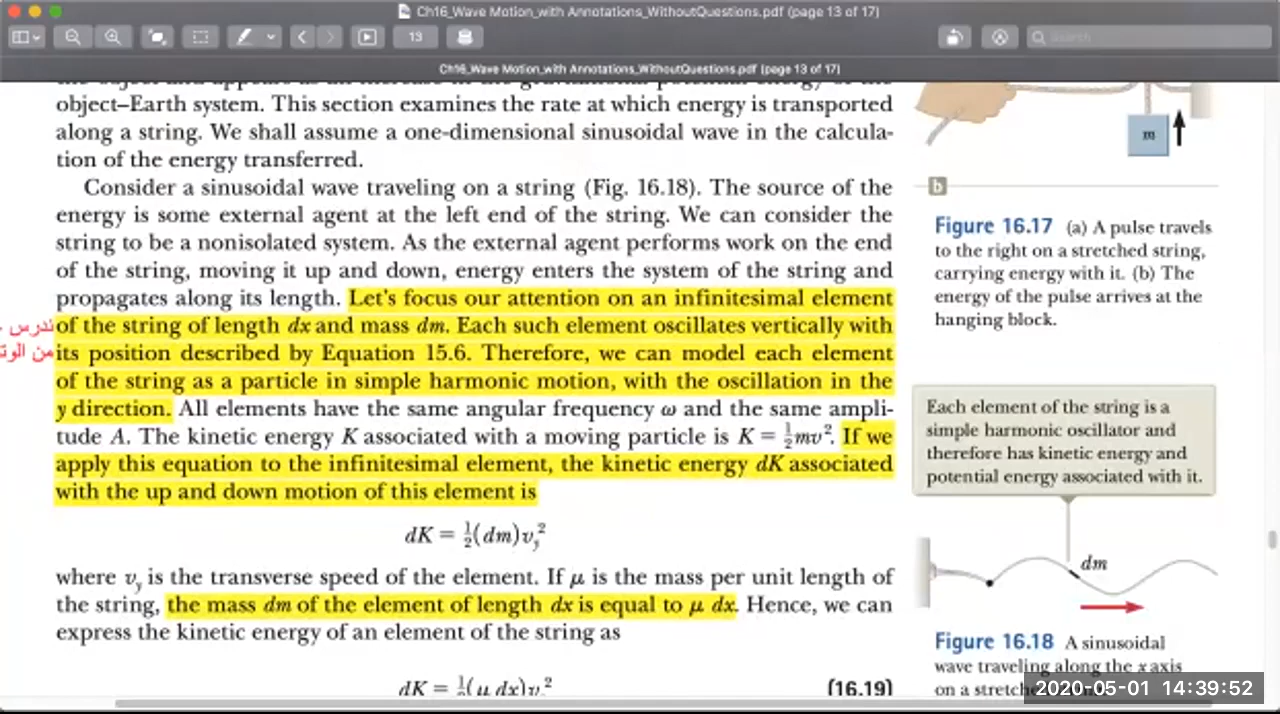 Ch16_Wave Motion_with Annotations_WithoutQuestions.pdf (page 13 of 17)
13
Search
Ch16_Wave Motion_with Annotations_WithoutQuestions.pdf (page 13 of 17)
object–Earth system. This section examines the rate at which energy is transported
along a string. We shall assume a one-dimensional sinusoidal wave in the calcula-
tion of the energy transferred.
Consider a sinusoidal wave traveling on a string (Fig. 16.18). The source of the
energy is some external agent at the left end of the string. We can consider the
string to be a nonisolated system. As the external agent performs work on the end
of the string, moving it up and down, energy enters the system of the string and
propagates along its length. Let's focus our attention on an infinitesimal element
of the string of length dx and mass dm. Each such element oscillates vertically with
its position described by Equation 15.6. Therefore, we can model each element
of the string as a particle in simple harmonic motion, with the oscillation in the
y direction. All elements have the same angular frequency ω and the same ampli-
tude A. The kinetic energy K associated with a moving particle is K = ½mv². If we
apply this equation to the infinitesimal element, the kinetic energy dK associated
with the up and down motion of this element is
dK = ½(dm)v_y²
where v_y is the transverse speed of the element. If μ is the mass per unit length of
the string, the mass dm of the element of length dx is equal to μ dx. Hence, we can
express the kinetic energy of an element of the string as
dK = ½(μ dx)v_y² (16.19)
ندرس
من
m
b
Figure 16.17 (a) A pulse travels
to the right on a stretched string,
carrying energy with it. (b) The
energy of the pulse arrives at the
hanging block.
Each element of the string is a
simple harmonic oscillator and
therefore has kinetic energy and
potential energy associated with it.
dm
Figure 16.18 A sinusoidal
wave traveling along the x axis
on a
2020-05-01 14:39:52